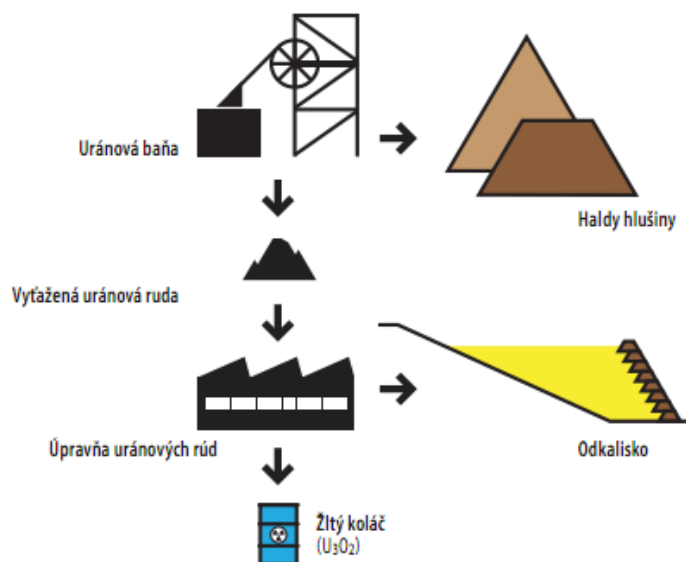 Uránová baňa
Haldy hlušiny
Vyťažená uránová ruda
Úpravňa uránových rúd
Odkalisko
Žltý koláč
(U₃O₂)